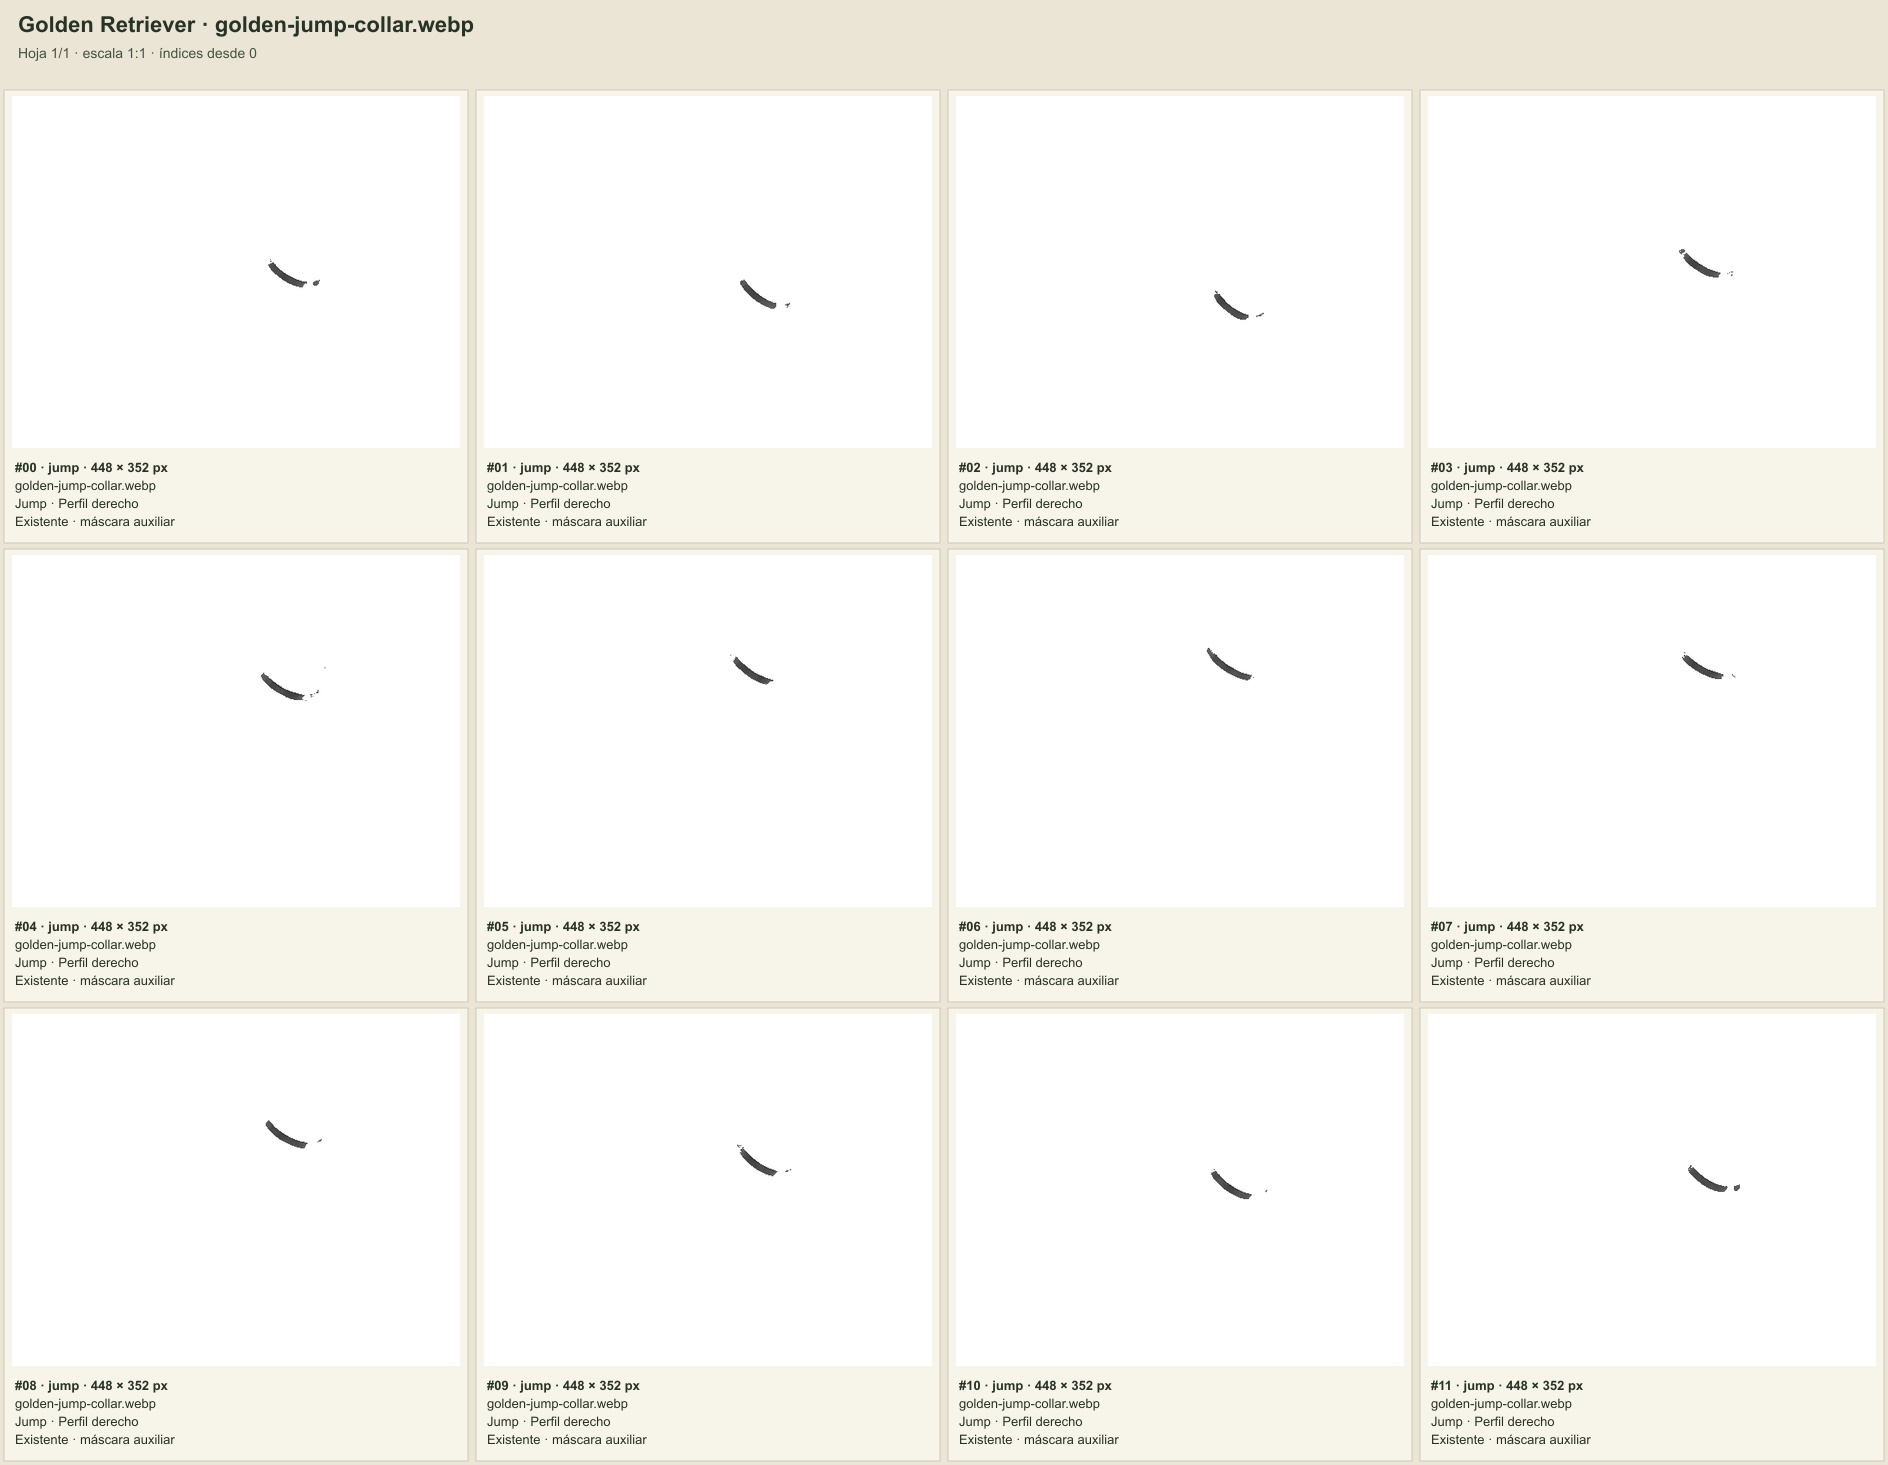 Golden Retriever · golden-jump-collar.webp
Hoja 1/1 · escala 1:1 · índices desde 0
#00 · jump · 448 × 352 px
golden-jump-collar.webp
Jump · Perfil derecho
Existente · máscara auxiliar
#01 · jump · 448 × 352 px
golden-jump-collar.webp
Jump · Perfil derecho
Existente · máscara auxiliar
#02 · jump · 448 × 352 px
golden-jump-collar.webp
Jump · Perfil derecho
Existente · máscara auxiliar
#03 · jump · 448 × 352 px
golden-jump-collar.webp
Jump · Perfil derecho
Existente · máscara auxiliar
#04 · jump · 448 × 352 px
golden-jump-collar.webp
Jump · Perfil derecho
Existente · máscara auxiliar
#05 · jump · 448 × 352 px
golden-jump-collar.webp
Jump · Perfil derecho
Existente · máscara auxiliar
#06 · jump · 448 × 352 px
golden-jump-collar.webp
Jump · Perfil derecho
Existente · máscara auxiliar
#07 · jump · 448 × 352 px
golden-jump-collar.webp
Jump · Perfil derecho
Existente · máscara auxiliar
#08 · jump · 448 × 352 px
golden-jump-collar.webp
Jump · Perfil derecho
Existente · máscara auxiliar
#09 · jump · 448 × 352 px
golden-jump-collar.webp
Jump · Perfil derecho
Existente · máscara auxiliar
#10 · jump · 448 × 352 px
golden-jump-collar.webp
Jump · Perfil derecho
Existente · máscara auxiliar
#11 · jump · 448 × 352 px
golden-jump-collar.webp
Jump · Perfil derecho
Existente · máscara auxiliar